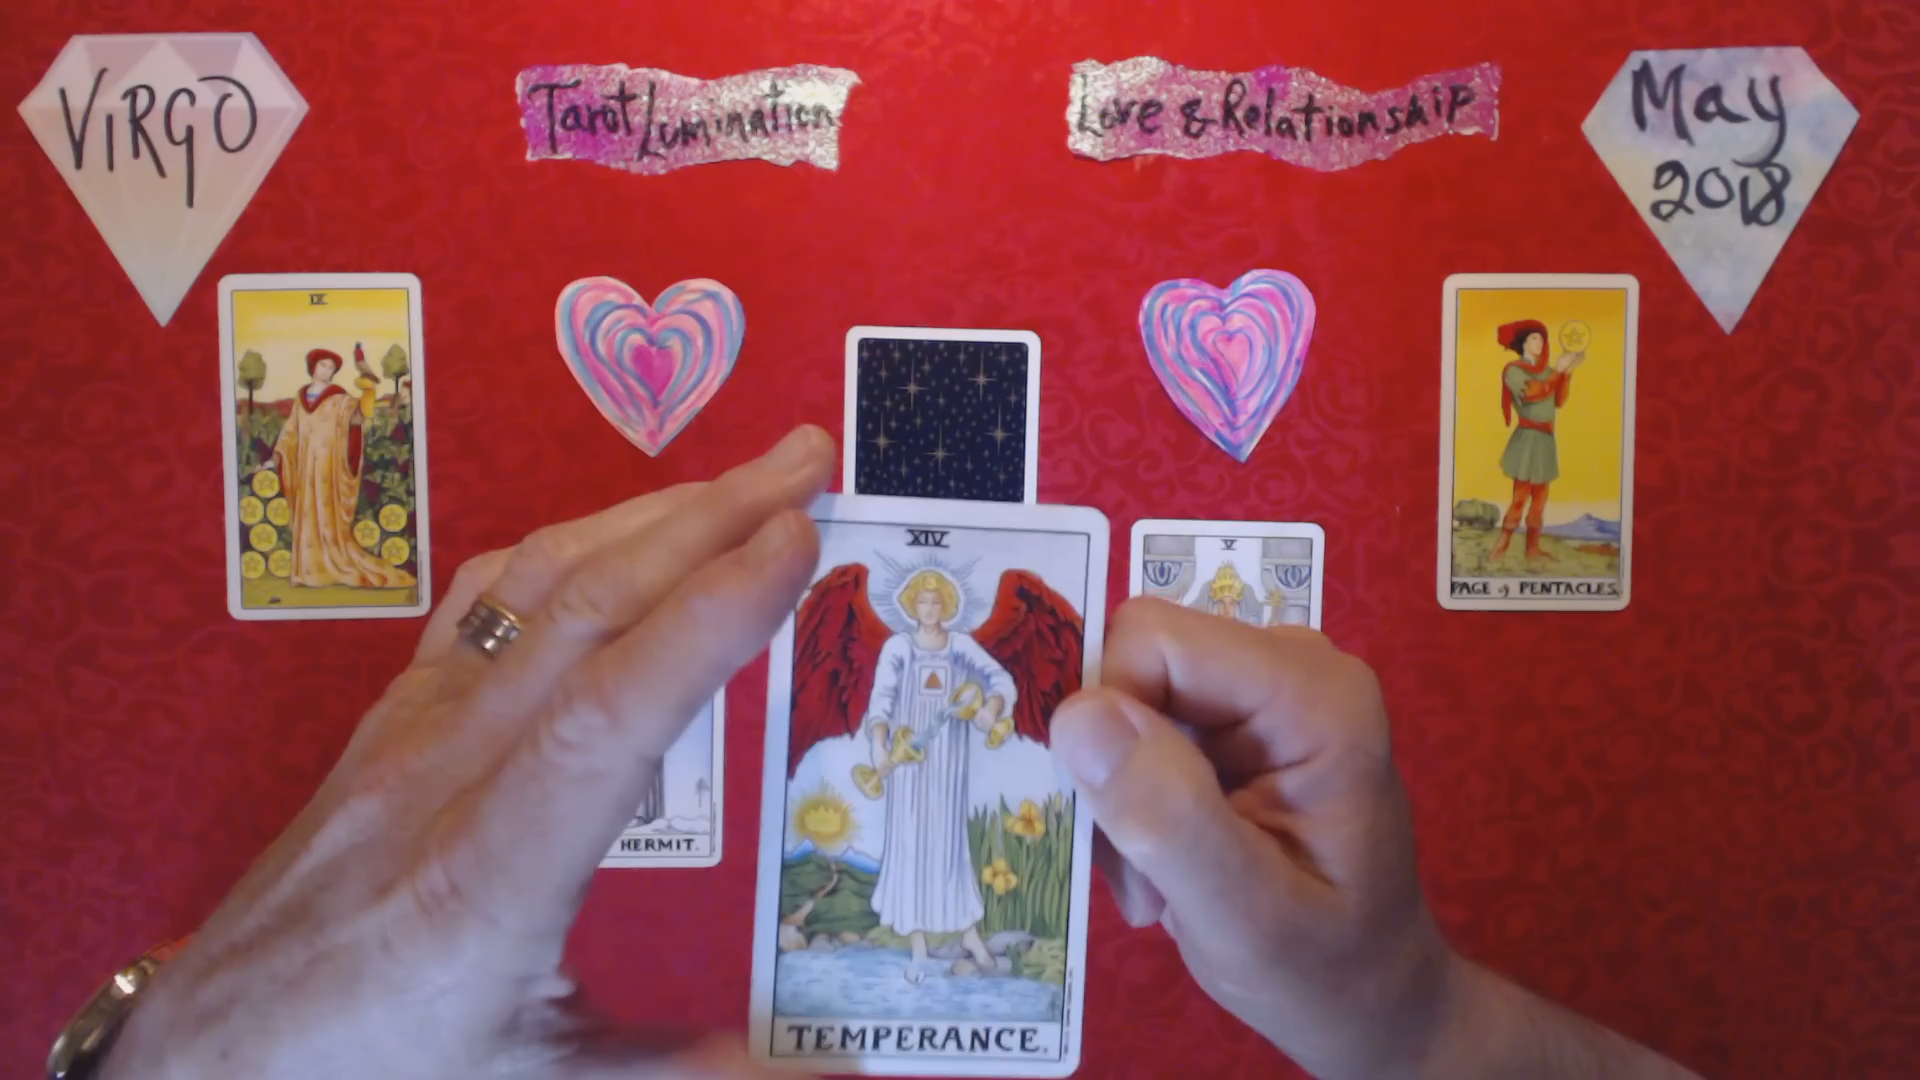 VIRGO
Tarot Lumination
Love & Relationship
May
2018
IX
XIV
V
PAGE of PENTACLES.
HERMIT.
TEMPERANCE.